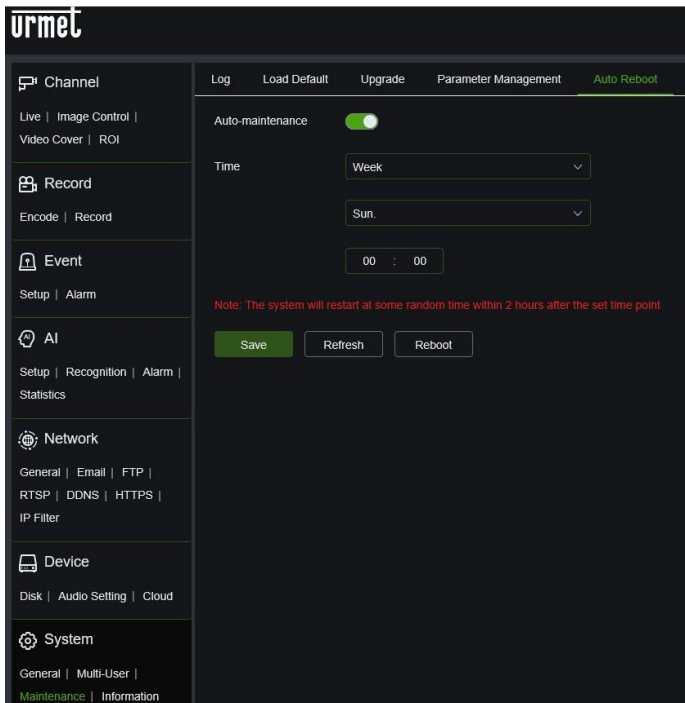 urmet
Channel
Live | Image Control |
Video Cover | ROI
Record
Encode | Record
Event
Setup | Alarm
AI
AI
Setup | Recognition | Alarm |
Statistics
Network
General | Email | FTP |
RTSP | DDNS | HTTPS |
IP Filter
Device
Disk | Audio Setting | Cloud
System
General | Multi-User |
Maintenance | Information
Log Load Default Upgrade Parameter Management Auto Reboot
Auto-maintenance
Time Week
Sun.
00 : 00
Note: The system will restart at some random time within 2 hours after the set time point
Save Refresh Reboot